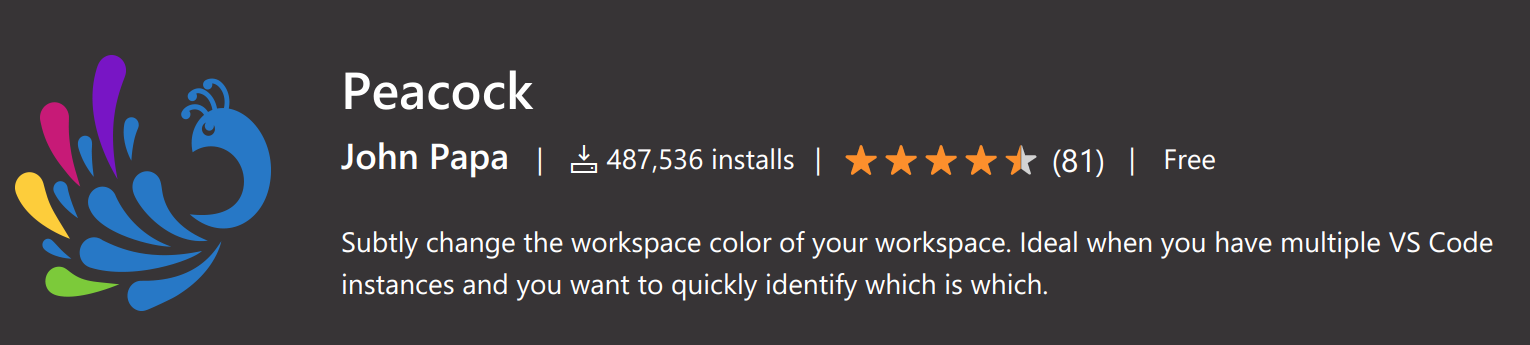 Peacock
John Papa | 487,536 installs | (81) | Free
Subtly change the workspace color of your workspace. Ideal when you have multiple VS Code
instances and you want to quickly identify which is which.